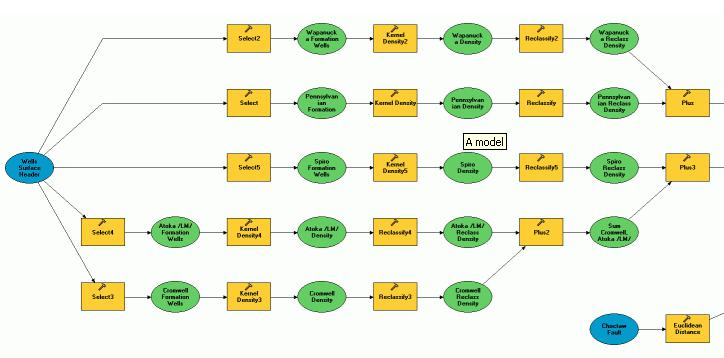 Select2
Wapanuck
a Formation
Wells
Kernel
Density2
Wapanuck
a Density
Reclassify2
Wapanuck
a Reclass
Density
Select
Pennsylvan
ian
Formation
Kernel Density
Pennsylvan
ian Density
Reclassify
Pennsylvan
ian Reclass
Density
Plus
A model
Wells
Surface
Header
Select5
Spiro
Formation
Wells
Kernel
Density5
Spiro
Density
Reclassify5
Spiro
Reclass
Density
Plus3
Select4
Atoka /LM/
Formation
Wells
Kernel
Density4
Atoka /LM/
Density
Reclassify4
Atoka /LM/
Reclass
Density
Plus2
Sum
Cromwell,
Atoka /LM/
Select3
Cromwell
Formation
Wells
Kernel
Density3
Cromwell
Density
Reclassify3
Cromwell
Reclass
Density
Choctaw
Fault
Euclidean
Distance